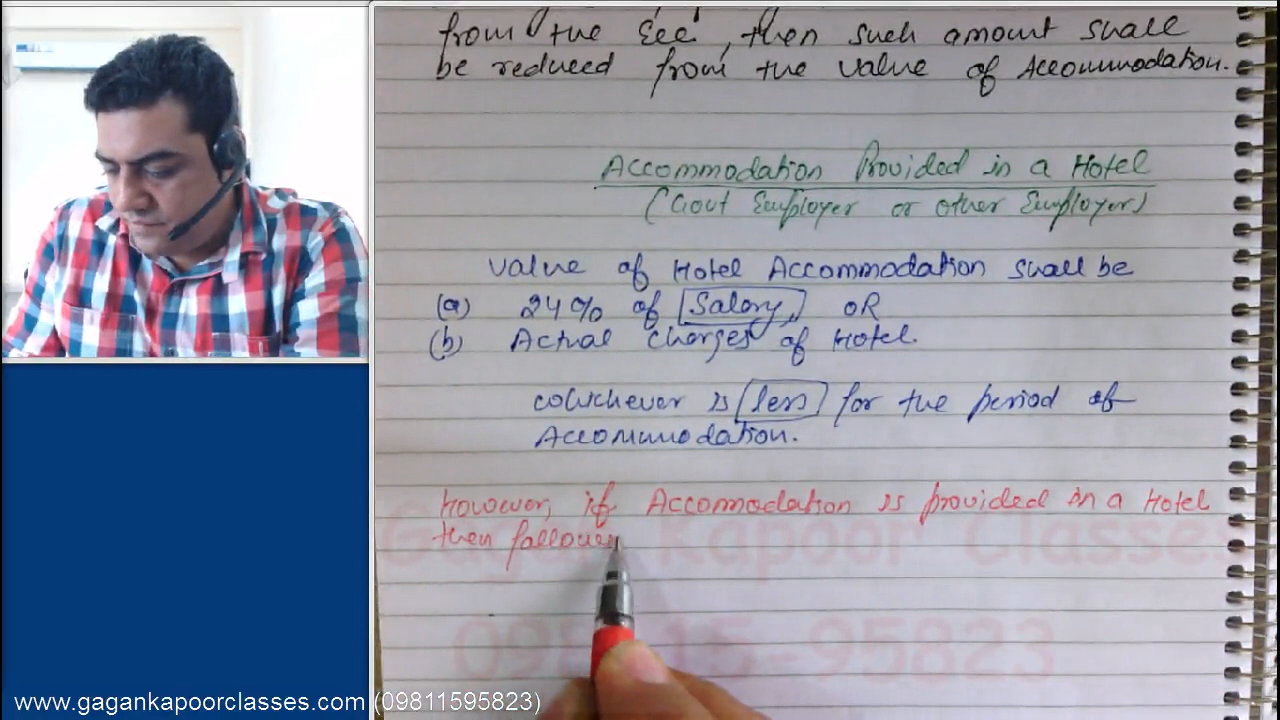 from the Eee', then such amount shall
be reduced from the value of Accommodation.
Accommodation Provided in a Hotel
(Govt Employer or other Employer)
value of Hotel Accommodation shall be
(a) 24% of Salary, OR
(b) Actual Charges of Hotel.
whichever is less for the period of
Accommodation.
However, if Accomodation is provided in a Hotel
then
Gagan Kapoor Classes
www.gagankapoorclasses.com (09811595823)